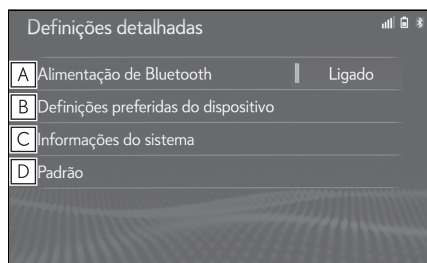 Definições detalhadas
A Alimentação de Bluetooth Ligado
B Definições preferidas do dispositivo
C Informações do sistema
D Padrão